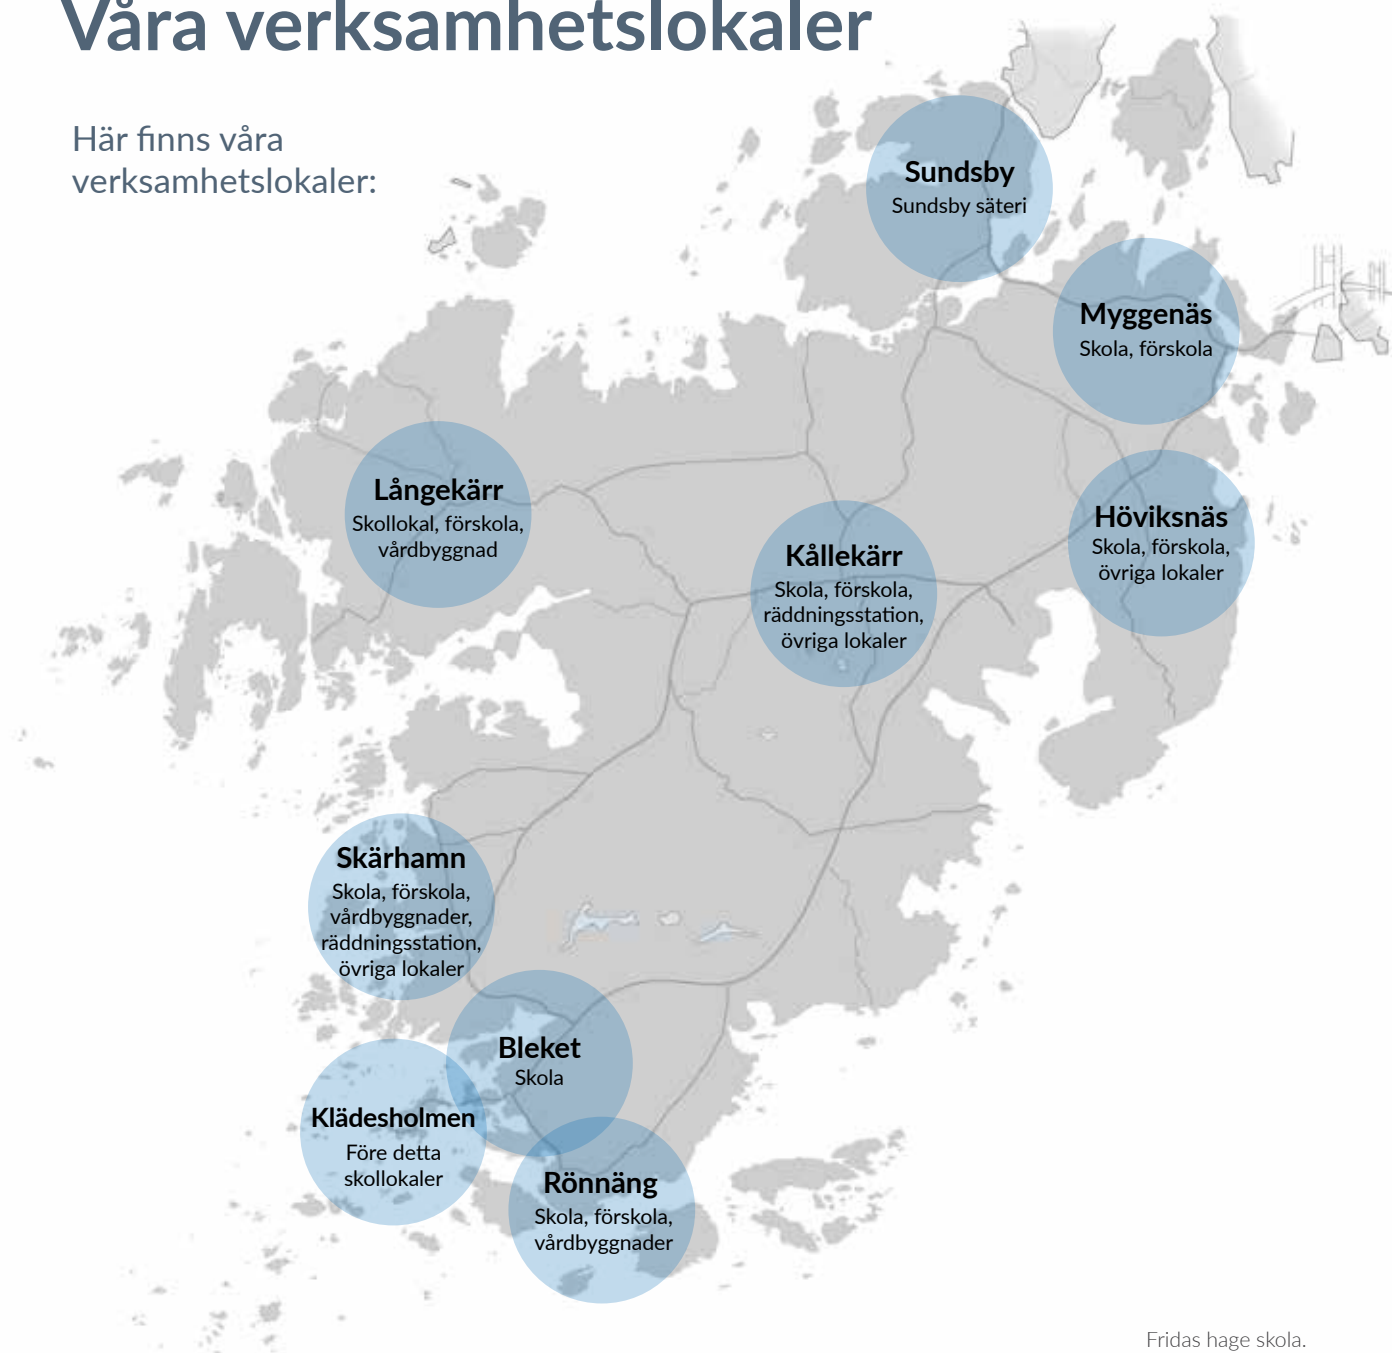 Våra verksamhetslokaler
Här finns våra
verksamhetslokaler:
Sundsby
Sundsby säteri
Myggenäs
Skola, förskola
Långekärr
Skollokal, förskola,
vårdbyggnad
Kållekärr
Skola, förskola,
räddningsstation,
övriga lokaler
Höviksnäs
Skola, förskola,
övriga lokaler
Skärhamn
Skola, förskola,
vårdbyggnader,
räddningsstation,
övriga lokaler
Bleket
Skola
Klädesholmen
Före detta
skollokaler
Rönnäng
Skola, förskola,
vårdbyggnader
Fridas hage skola.